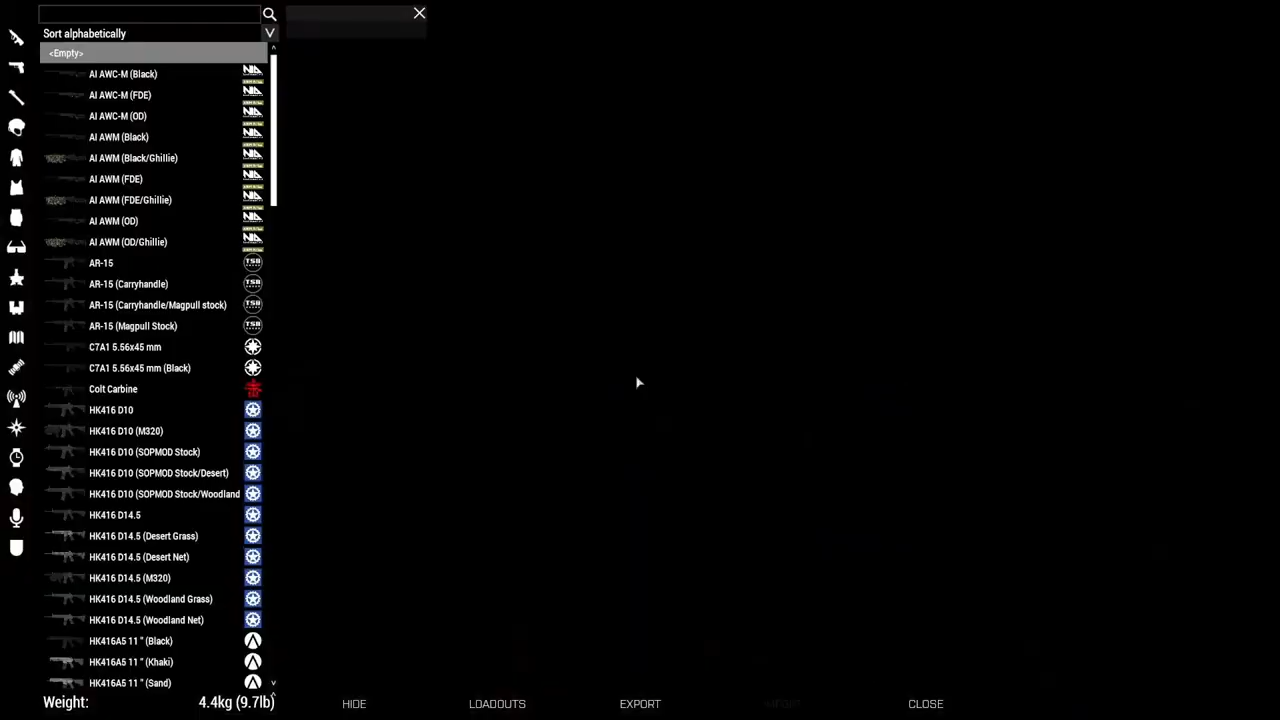 Sort alphabetically
<Empty>
AI AWC-M (Black)
AI AWC-M (FDE)
AI AWC-M (OD)
AI AWM (Black)
AI AWM (Black/Ghillie)
AI AWM (FDE)
AI AWM (FDE/Ghillie)
AI AWM (OD)
AI AWM (OD/Ghillie)
AR-15
AR-15 (Carryhandle)
AR-15 (Carryhandle/Magpull stock)
AR-15 (Magpull Stock)
C7A1 5.56x45 mm
C7A1 5.56x45 mm (Black)
Colt Carbine
HK416 D10
HK416 D10 (M320)
HK416 D10 (SOPMOD Stock)
HK416 D10 (SOPMOD Stock/Desert)
HK416 D10 (SOPMOD Stock/Woodland
HK416 D14.5
HK416 D14.5 (Desert Grass)
HK416 D14.5 (Desert Net)
HK416 D14.5 (M320)
HK416 D14.5 (Woodland Grass)
HK416 D14.5 (Woodland Net)
HK416A5 11 " (Black)
HK416A5 11 " (Khaki)
HK416A5 11 " (Sand)
Weight: 4.4kg (9.7lb)
HIDE LOADOUTS EXPORT CLOSE